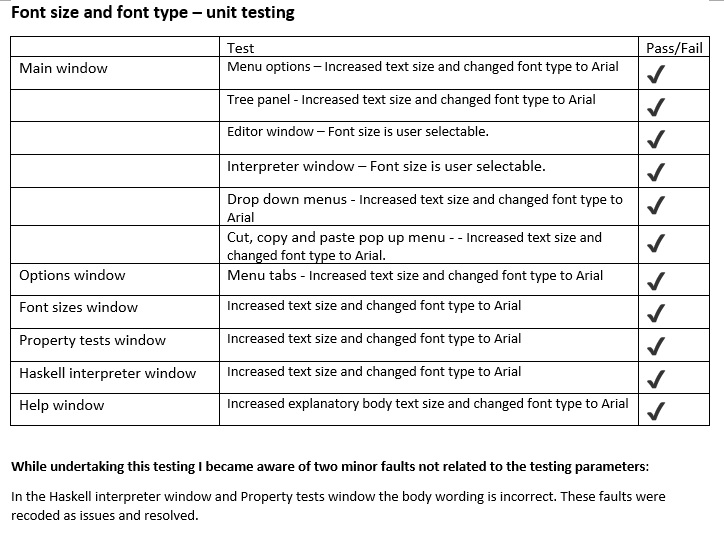 Font size and font type – unit testing
Test Pass/Fail
Main window Menu options – Increased text size and changed font type to Arial ✓
Tree panel - Increased text size and changed font type to Arial ✓
Editor window – Font size is user selectable. ✓
Interpreter window – Font size is user selectable. ✓
Drop down menus - Increased text size and changed font type to
Arial ✓
Cut, copy and paste pop up menu - - Increased text size and
changed font type to Arial. ✓
Options window Menu tabs - Increased text size and changed font type to Arial ✓
Font sizes window Increased text size and changed font type to Arial ✓
Property tests window Increased text size and changed font type to Arial ✓
Haskell interpreter window Increased text size and changed font type to Arial ✓
Help window Increased explanatory body text size and changed font type to Arial ✓
While undertaking this testing I became aware of two minor faults not related to the testing parameters:
In the Haskell interpreter window and Property tests window the body wording is incorrect. These faults were
recoded as issues and resolved.